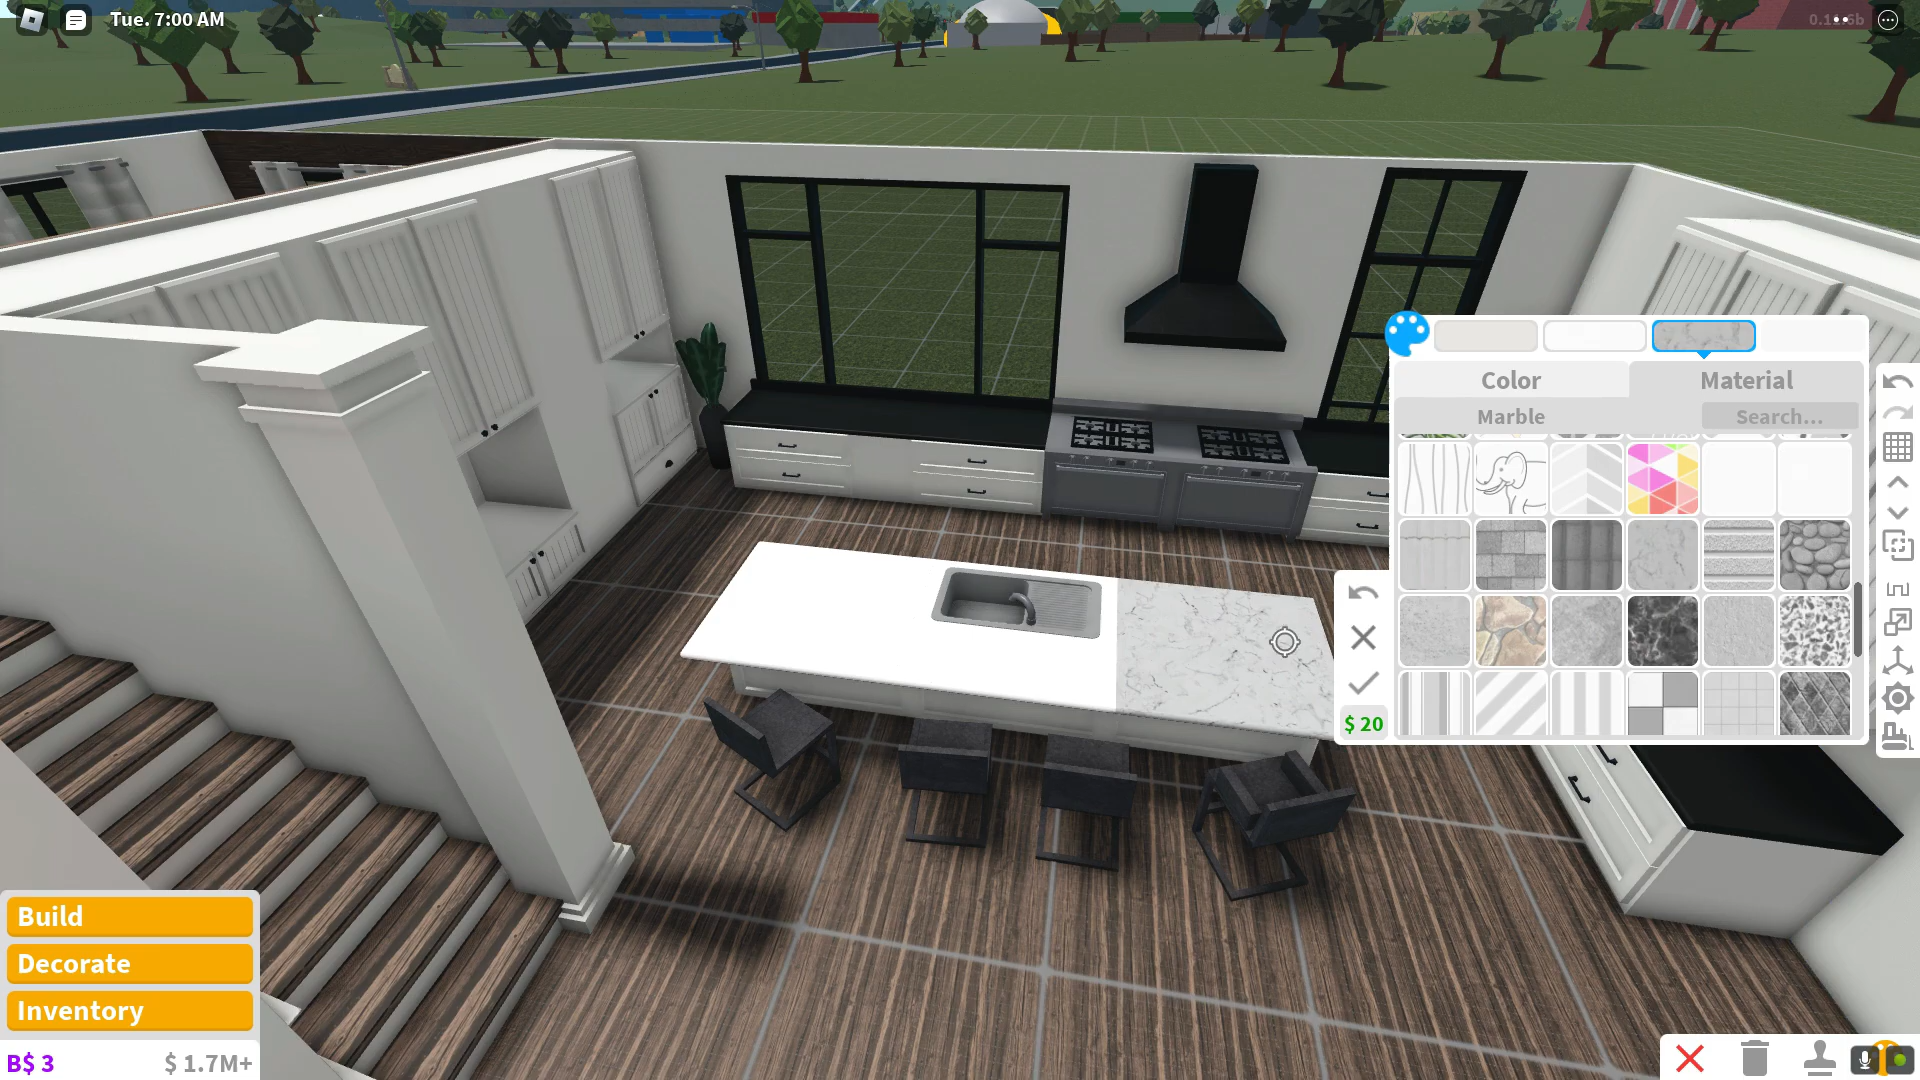 Tue. 7:00 AM
Color
Material
Marble
Search...
$ 20
Build
Decorate
Inventory
B$ 3
$ 1.7M+